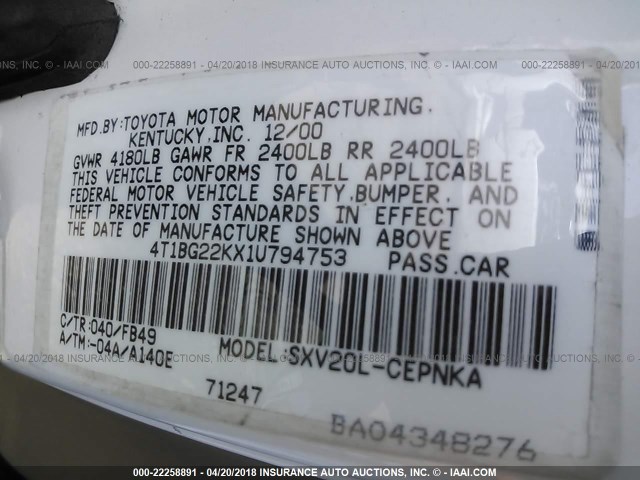 000-22258891 - 04/20/2018 INSURANCE AUTO AUCTIONS, INC. - IAAI.COM
MFD.BY:TOYOTA MOTOR MANUFACTURING.
KENTUCKY,INC. 12/00
GVWR 4180LB GAWR FR 2400LB RR 2400LB
THIS VEHICLE CONFORMS TO ALL APPLICABLE
FEDERAL MOTOR VEHICLE SAFETY,BUMPER, AND
THEFT PREVENTION STANDARDS IN EFFECT ON
THE DATE OF MANUFACTURE SHOWN ABOVE
4T1BG22KX1U794753 PASS.CAR
C/TR:040/FB49
A/TM:-04A/A140E
MODEL:SXV20L-CEPNKA
71247
BA04348276
000-22258891 - 04/20/2018 INSURANCE AUTO AUCTIONS, INC. - IAAI.COM